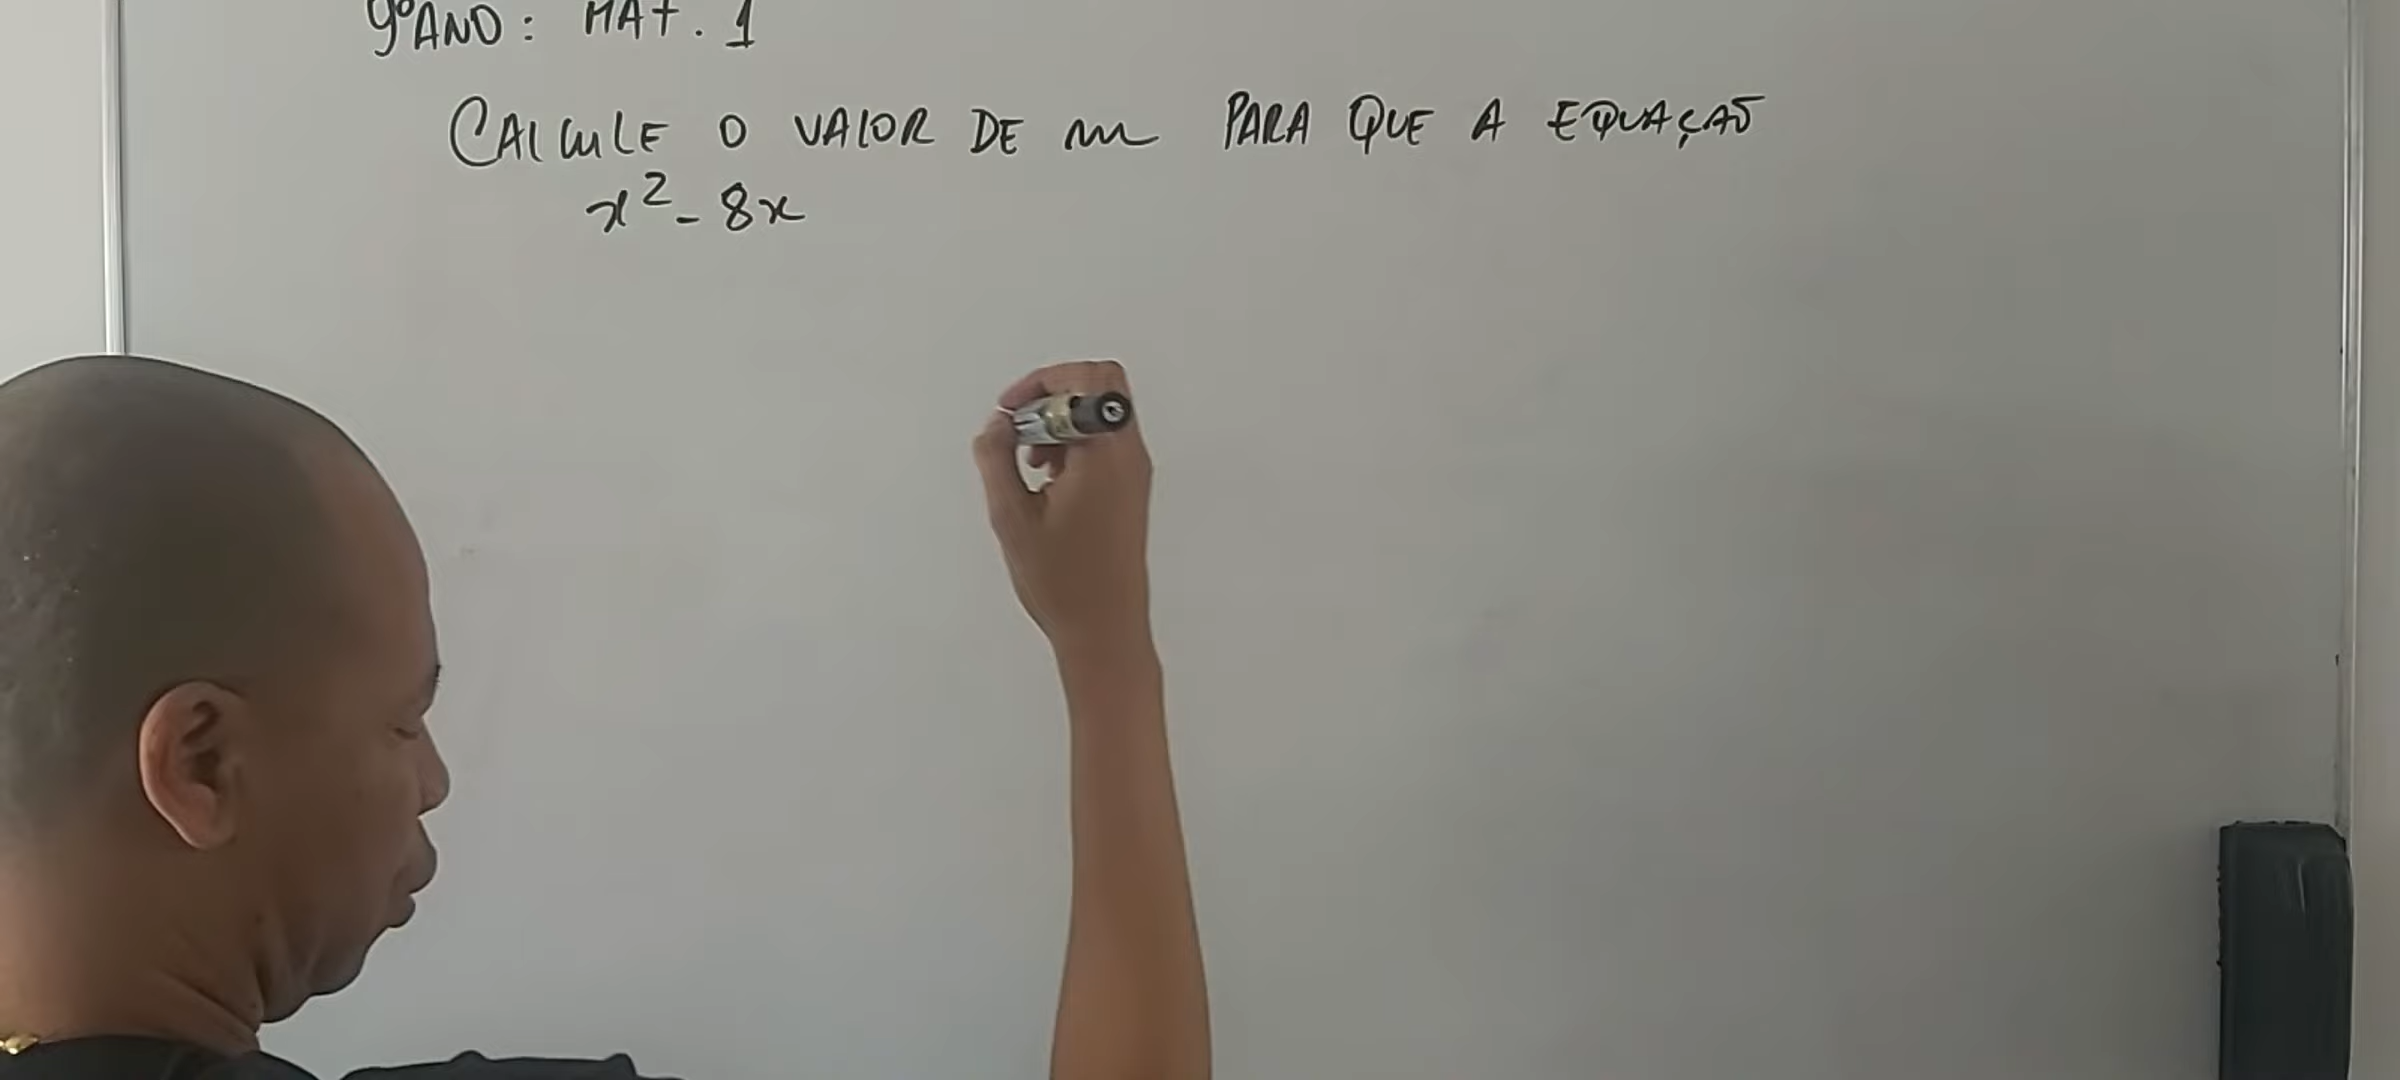 9º ANO: MAT. 1
CALCULE O VALOR DE m PARA QUE A EQUAÇÃO
x² - 8x